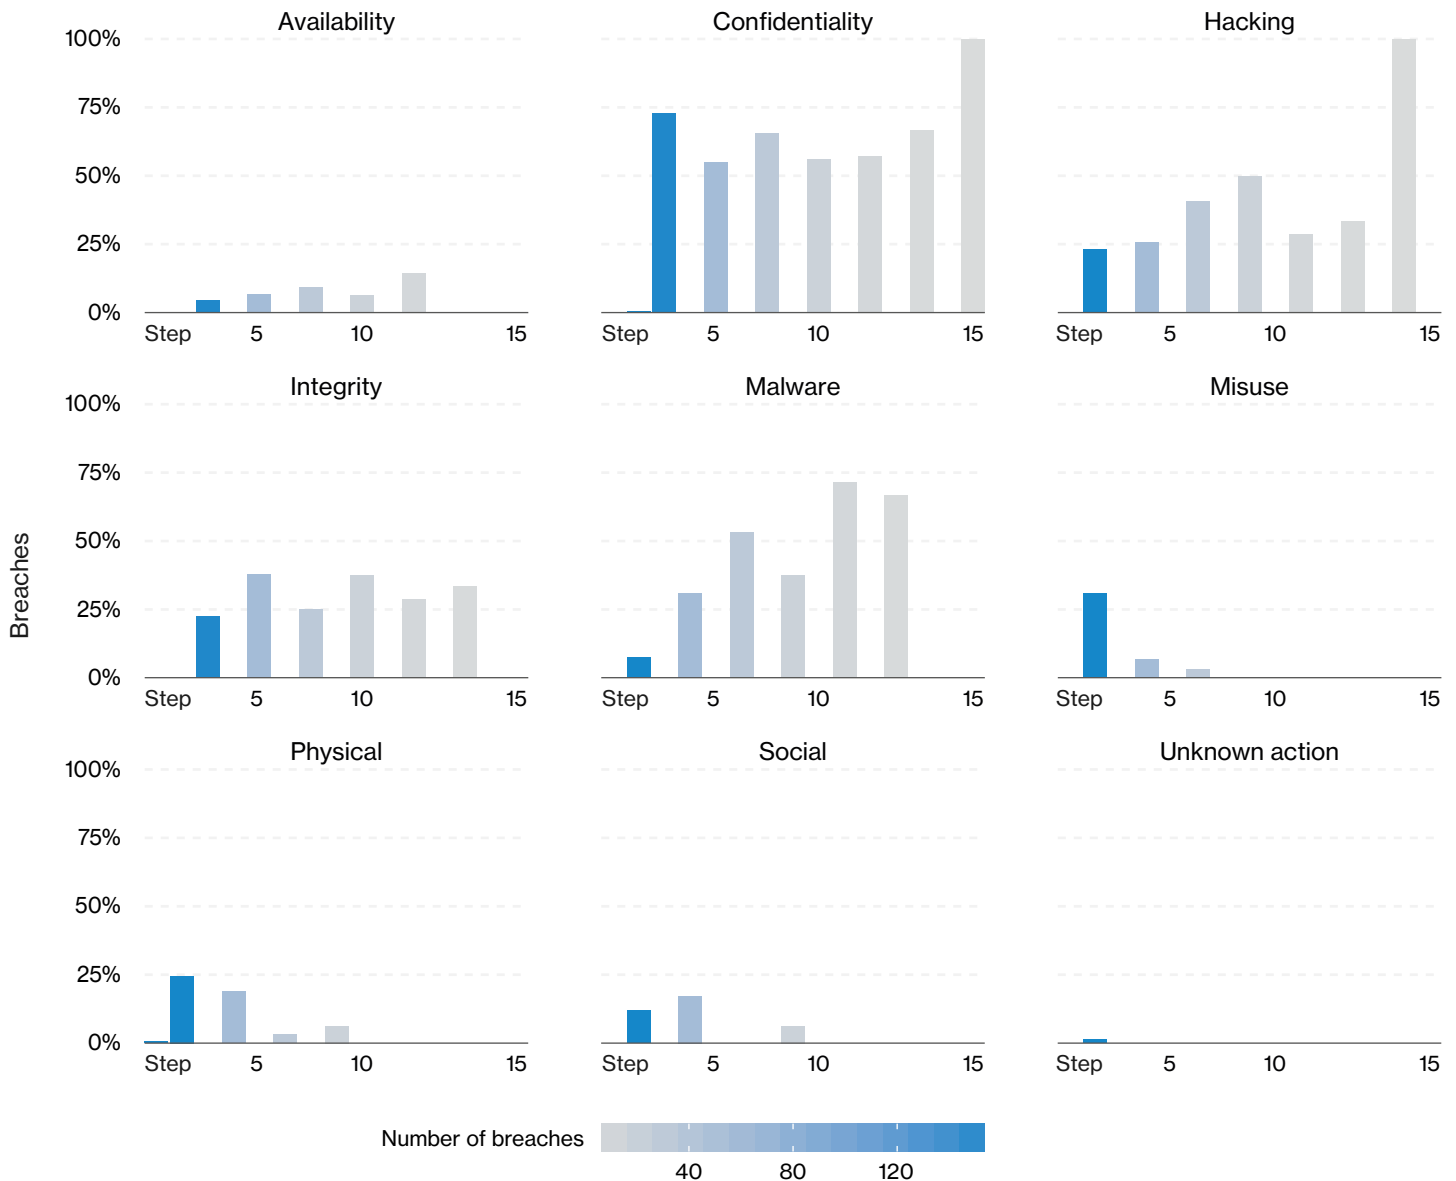 Availability
Confidentiality
Hacking
100%
75%
50%
25%
0%
Step 5 10 15
Step 5 10 15
Step 5 10 15
Integrity
Malware
Misuse
100%
75%
50%
25%
0%
Step 5 10 15
Step 5 10 15
Step 5 10 15
Breaches
Physical
Social
Unknown action
100%
75%
50%
25%
0%
Step 5 10 15
Step 5 10 15
Step 5 10 15
Number of breaches
40 80 120